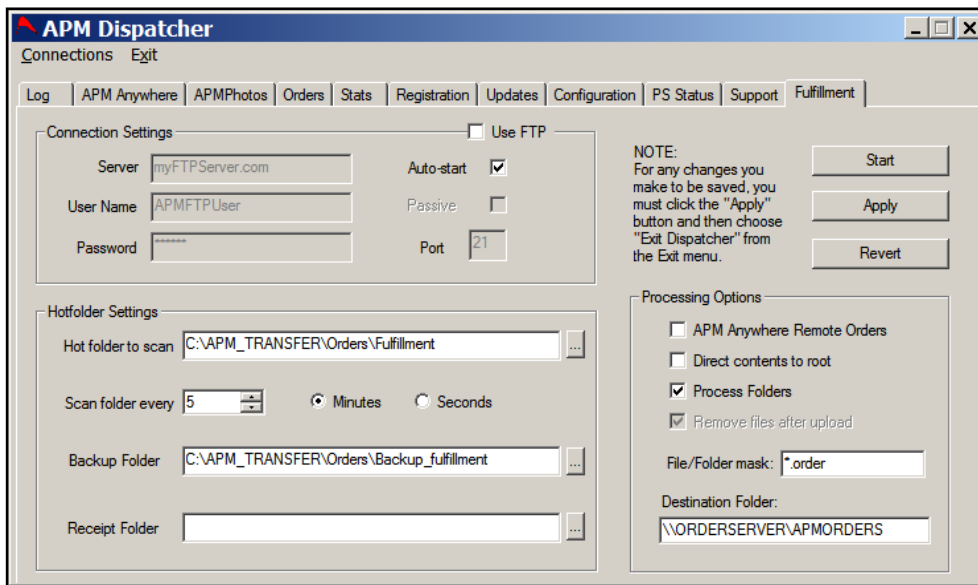 APM Dispatcher
Connections Exit
Log APM Anywhere APMPhotos Orders Stats Registration Updates Configuration PS Status Support Fulfillment
Connection Settings
Use FTP
Server myFTPServer.com
Auto-start
User Name APMFTPUser
Passive
Password ******
Port 21
NOTE:
For any changes you
make to be saved, you
must click the "Apply"
button and then choose
"Exit Dispatcher" from
the Exit menu.
Start
Apply
Revert
Hotfolder Settings
Hot folder to scan C:\APM_TRANSFER\Orders\Fulfillment ...
Scan folder every 5 Minutes Seconds
Backup Folder C:\APM_TRANSFER\Orders\Backup_fulfillment ...
Receipt Folder ...
Processing Options
APM Anywhere Remote Orders
Direct contents to root
Process Folders
Remove files after upload
File/Folder mask: *.order
Destination Folder:
\\ORDERSERVER\APMORDERS